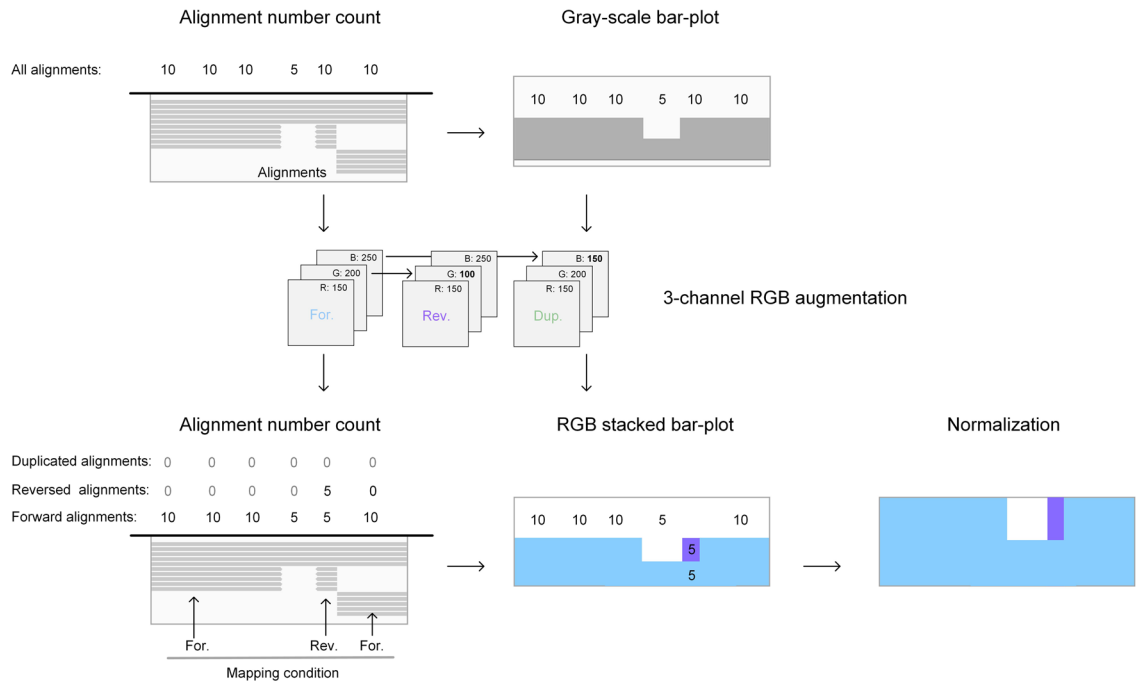 Alignment number count
Gray-scale bar-plot
All alignments: 10 10 10 5 10 10
10 10 10 5 10 10
Alignments
B: 250
B: 250
B: 150
G: 200
G: 100
G: 200
R: 150
R: 150
R: 150
For.
Rev.
Dup.
3-channel RGB augmentation
Alignment number count
RGB stacked bar-plot
Normalization
Duplicated alignments: 0 0 0 0 0 0
Reversed alignments: 0 0 0 0 5 0
Forward alignments: 10 10 10 5 5 10
10 10 10 5 10
5
5
For.
Rev.
For.
Mapping condition